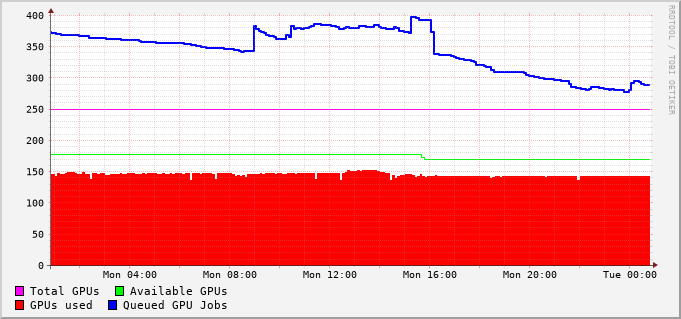 400
350
300
250
200
150
100
50
0
Mon 04:00 Mon 08:00 Mon 12:00 Mon 16:00 Mon 20:00 Tue 00:00
Total GPUs Available GPUs
GPUs used Queued GPU Jobs
RRDTOOL / TOBI OETIKER